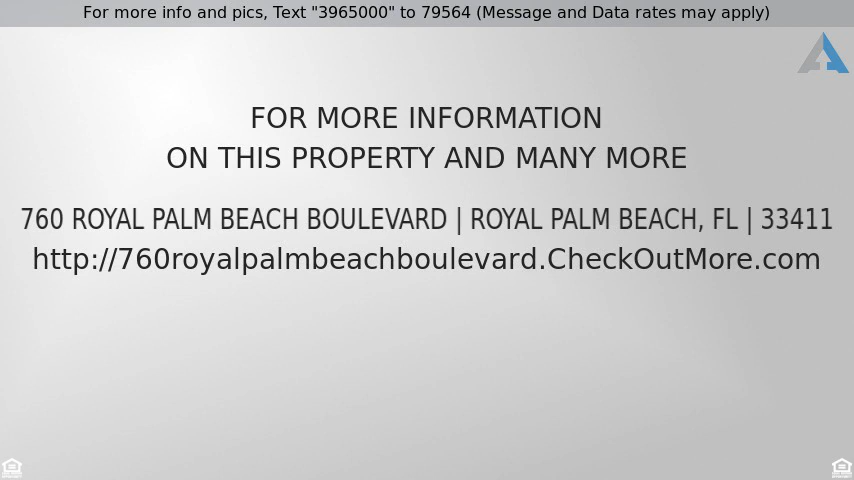 For more info and pics, Text "3965000" to 79564 (Message and Data rates may apply)
FOR MORE INFORMATION
ON THIS PROPERTY AND MANY MORE
760 ROYAL PALM BEACH BOULEVARD | ROYAL PALM BEACH, FL | 33411
http://760royalpalmbeachboulevard.CheckOutMore.com